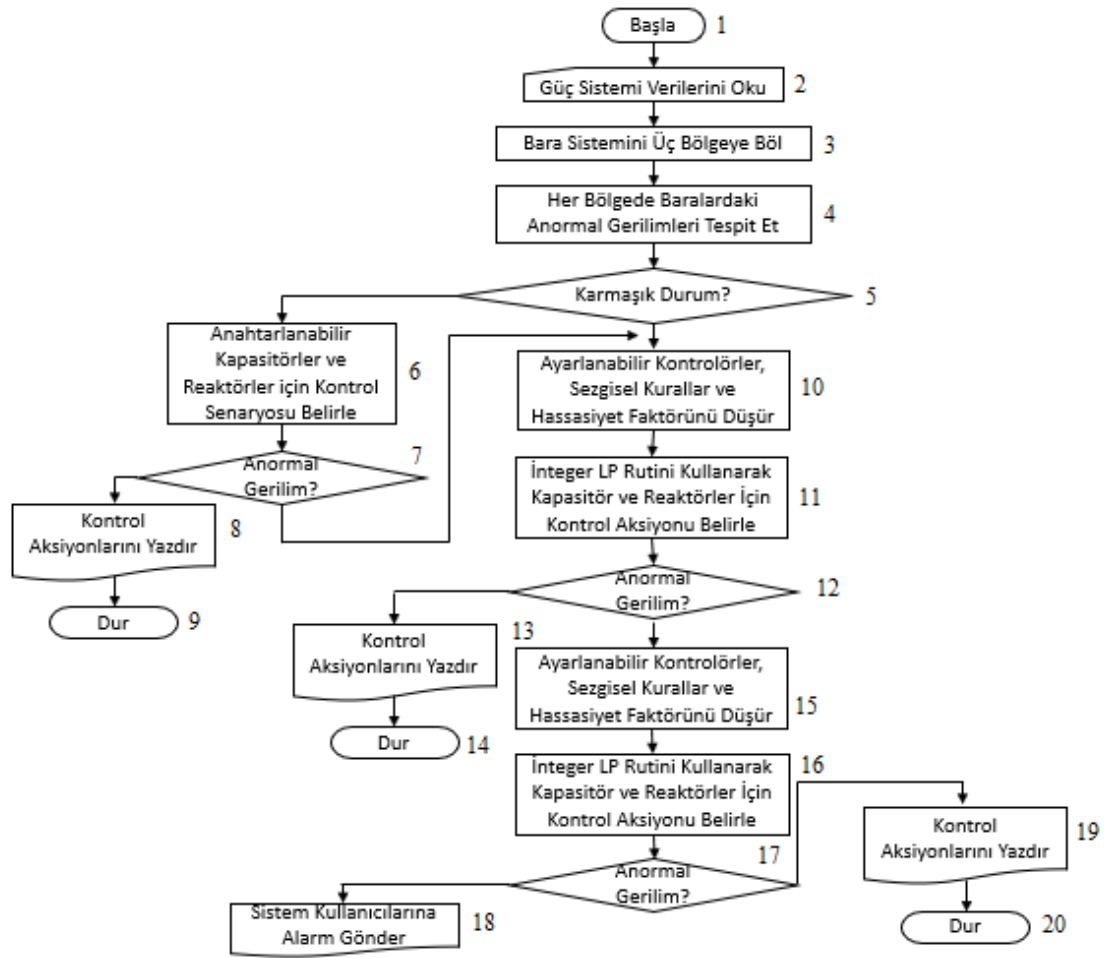 Başla
1
Güç Sistemi Verilerini Oku
2
Bara Sistemini Üç Bölgeye Böl
3
Her Bölgede Baralardaki
Anormal Gerilimleri Tespit Et
4
Karmaşık Durum?
5
Anahtarlanabilir
Kapasitörler ve
Reaktörler için Kontrol
Senaryosu Belirle
6
Anormal
Gerilim?
7
Kontrol
Aksiyonlarını Yazdır
8
Dur
9
Ayarlanabilir Kontrolörler,
Sezgisel Kurallar ve
Hassasiyet Faktörünü Düşür
10
İnteger LP Rutini Kullanarak
Kapasitör ve Reaktörler İçin
Kontrol Aksiyonu Belirle
11
Anormal
Gerilim?
12
Kontrol
Aksiyonlarını Yazdır
13
Dur
14
Ayarlanabilir Kontrolörler,
Sezgisel Kurallar ve
Hassasiyet Faktörünü Düşür
15
İnteger LP Rutini Kullanarak
Kapasitör ve Reaktörler İçin
Kontrol Aksiyonu Belirle
16
Anormal
Gerilim?
17
Sistem Kullanıcılarına
Alarm Gönder
18
Kontrol
Aksiyonlarını Yazdır
19
Dur
20